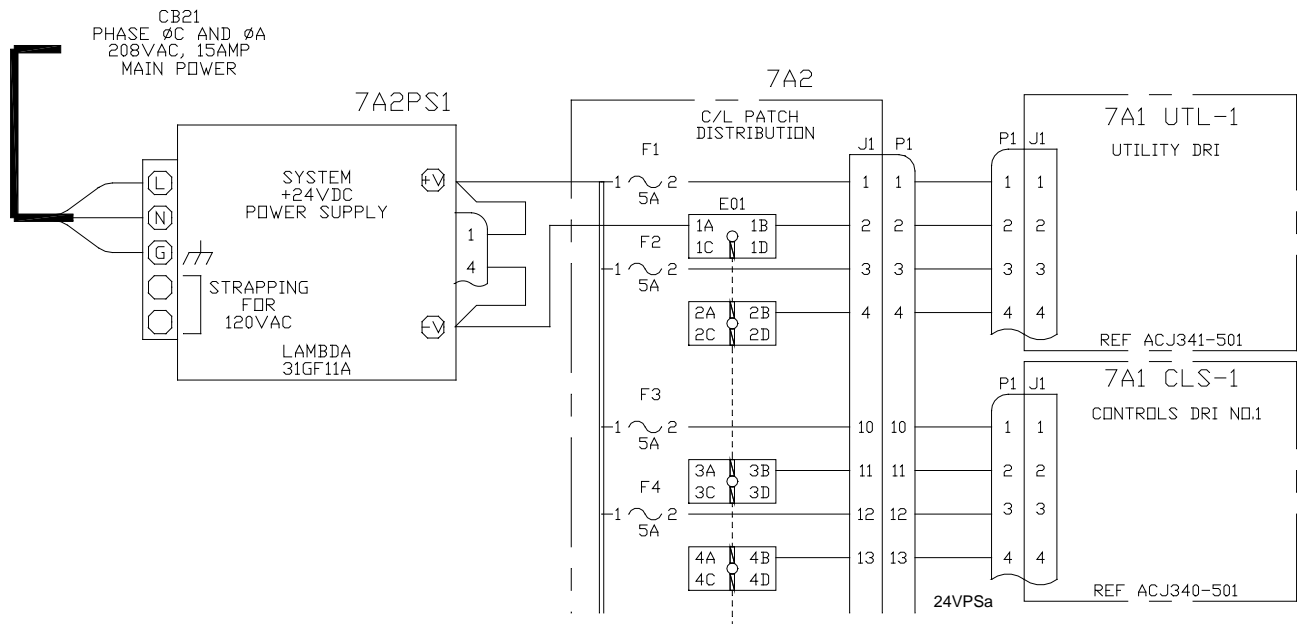 CB21
PHASE ØC AND ØA
208VAC, 15AMP
MAIN POWER
7A2PS1
L
N
G
SYSTEM
+24VDC
POWER SUPPLY
+V
1
4
-V
STRAPPING
FOR
120VAC
LAMBDA
31GF11A
7A2
C/L PATCH
DISTRIBUTION
J1 P1
F1
1 2
5A
1 1
E01
1A 1B
1C 1D
2 2
F2
1 2
5A
3 3
2A 2B
2C 2D
4 4
F3
1 2
5A
10 10
3A 3B
3C 3D
11 11
F4
1 2
5A
12 12
4A 4B
4C 4D
13 13
24VPSa
7A1 UTL-1
UTILITY DRI
P1 J1
1 1
2 2
3 3
4 4
REF ACJ341-501
7A1 CLS-1
CONTROLS DRI NO.1
P1 J1
1 1
2 2
3 3
4 4
REF ACJ340-501